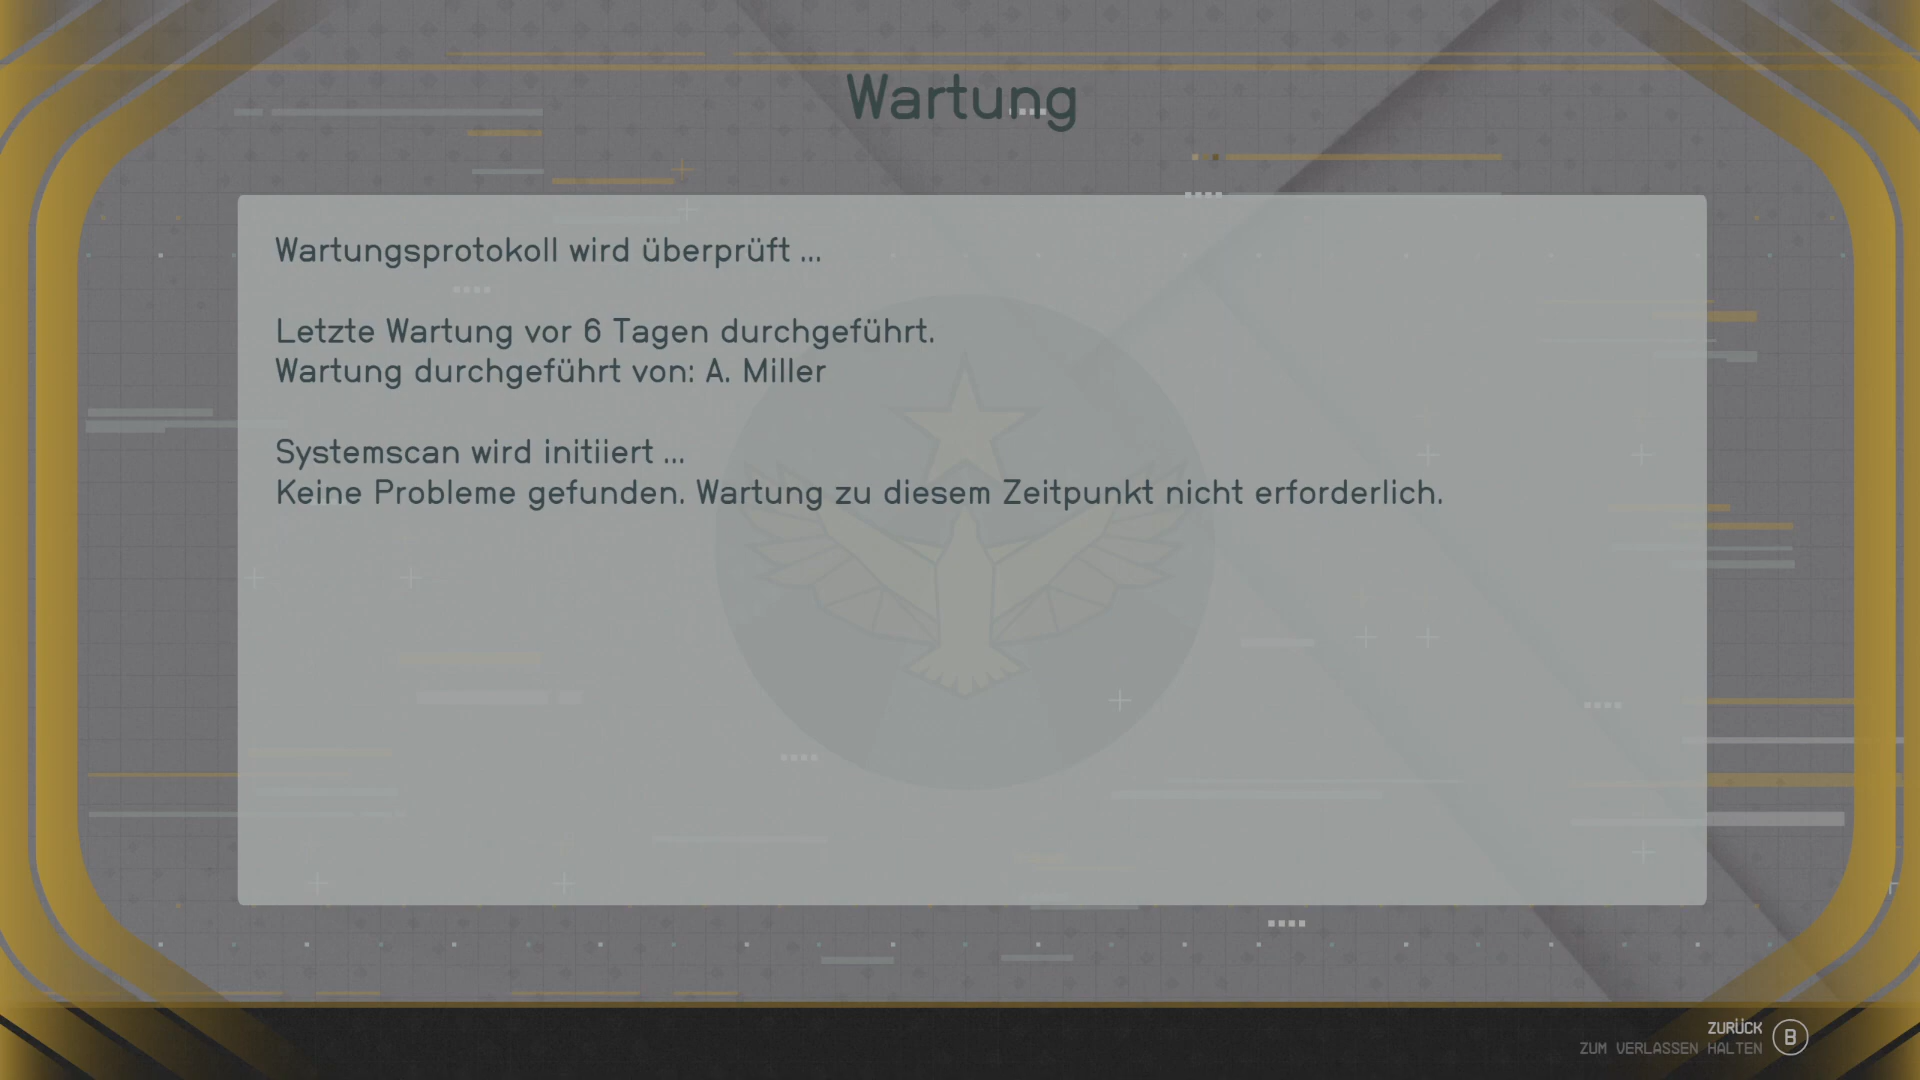 Wartung
Wartungsprotokoll wird überprüft ...
Letzte Wartung vor 6 Tagen durchgeführt.
Wartung durchgeführt von: A. Miller
Systemscan wird initiiert ...
Keine Probleme gefunden. Wartung zu diesem Zeitpunkt nicht erforderlich.
ZURÜCK
ZUM VERLASSEN HALTEN
B